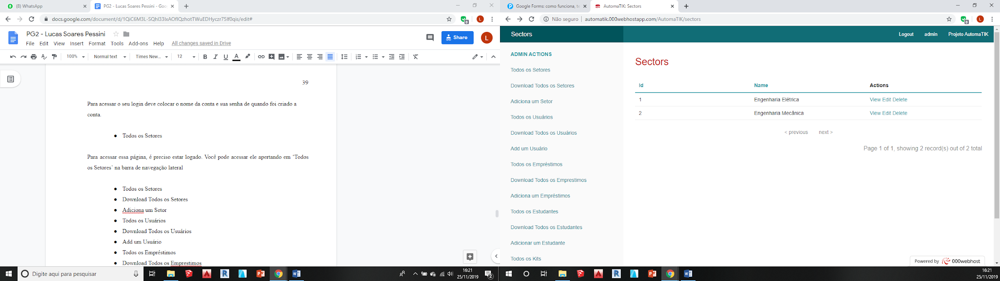 (8) WhatsApp
PG2 - Lucas Soares Pessini - Goo
docs.google.com/document/d/
PG2 - Lucas Soares Pessini
File Edit View Insert Format Tools Add-ons Help All changes saved in Drive
Share
L
100% Normal text Times New... 12 B I U A
39
Para acessar o seu login deve colocar o nome da conta e sua senha de quando foi criado a
conta.
● Todos os Setores
Para acessar essa página, é preciso estar logado. Você pode acessar ele apertando em ‘Todos
os Setores’ na barra de navegação lateral
● Todos os Setores
● Download Todos os Setores
● Adiciona um Setor
● Todos os Usuários
● Download Todos os Usuários
● Add um Usuário
● Todos os Empréstimos
● Download Todos os Emprestimos
Digite aqui para pesquisar
16:21
25/11/2019
2
Google Forms: como funciona, te
AutomaTIK: Sectors
Não seguro automatik.000webhostapp.com/AutomaTIK/sectors
Sectors
Logout admin Projeto AutomaTIK
ADMIN ACTIONS
Todos os Setores
Download Todos os Setores
Adiciona um Setor
Todos os Usuários
Download Todos os Usuários
Add um Usuário
Todos os Empréstimos
Download Todos os Emprestimos
Adiciona um Empréstimos
Todos os Estudantes
Download Todos os Estudantes
Adicionar um Estudante
Todos os Kits
Sectors
Id Name Actions
1 Engenharia Elétrica View Edit Delete
2 Engenharia Mecânica View Edit Delete
< previous next >
Page 1 of 1, showing 2 record(s) out of 2 total
Powered by 000webhost
16:21
25/11/2019